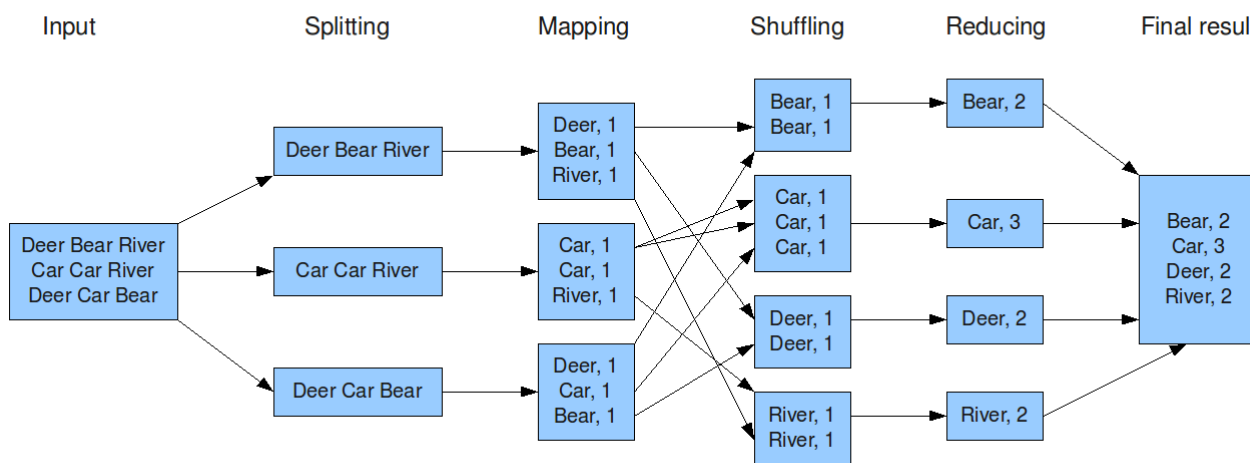 Input
Splitting
Mapping
Shuffling
Reducing
Final resul
Deer Bear River
Car Car River
Deer Car Bear
Deer Bear River
Car Car River
Deer Car Bear
Deer, 1
Bear, 1
River, 1
Car, 1
Car, 1
River, 1
Deer, 1
Car, 1
Bear, 1
Bear, 1
Bear, 1
Car, 1
Car, 1
Car, 1
Deer, 1
Deer, 1
River, 1
River, 1
Bear, 2
Car, 3
Deer, 2
River, 2
Bear, 2
Car, 3
Deer, 2
River, 2